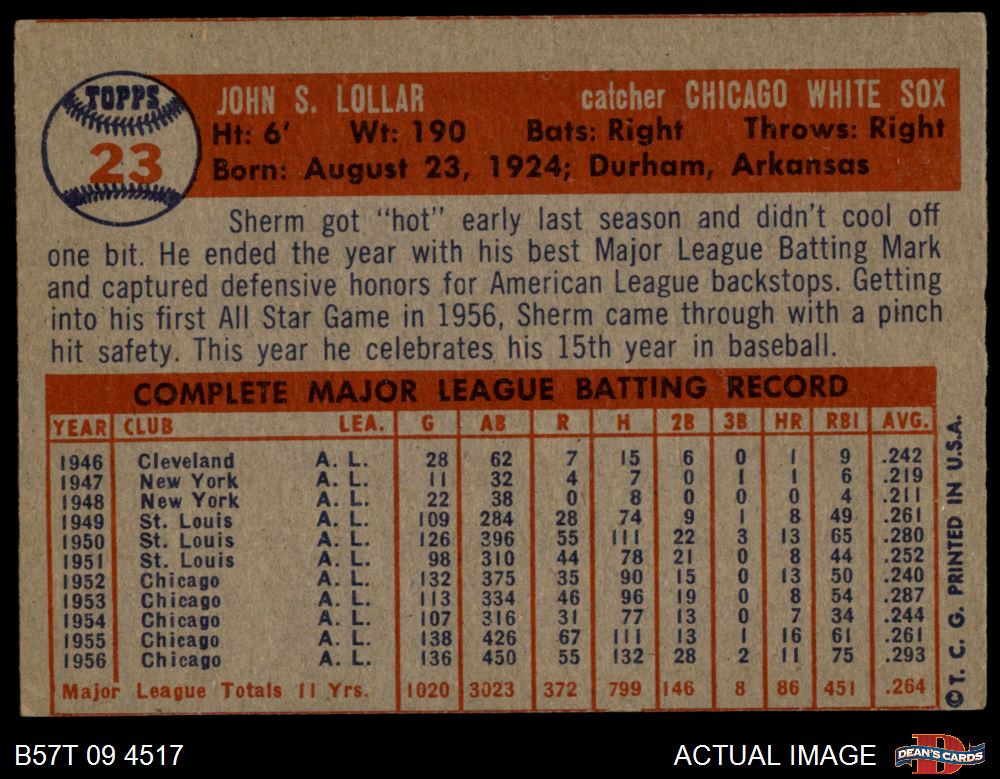 TOPPS
23
JOHN S. LOLLAR catcher CHICAGO WHITE SOX
Ht: 6' Wt: 190 Bats: Right Throws: Right
Born: August 23, 1924; Durham, Arkansas
Sherm got "hot" early last season and didn't cool off
one bit. He ended the year with his best Major League Batting Mark
and captured defensive honors for American League backstops. Getting
into his first All Star Game in 1956, Sherm came through with a pinch
hit safety. This year he celebrates his 15th year in baseball.
COMPLETE MAJOR LEAGUE BATTING RECORD
YEAR CLUB LEA. G AB R H 2B 3B HR RBI AVG.
1946 Cleveland A. L. 28 62 7 15 6 0 1 9 .242
1947 New York A. L. 11 32 4 7 0 1 1 6 .219
1948 New York A. L. 22 38 0 8 0 0 0 4 .211
1949 St. Louis A. L. 109 284 28 74 9 1 8 49 .261
1950 St. Louis A. L. 126 396 55 111 22 3 13 65 .280
1951 St. Louis A. L. 98 310 44 78 21 0 8 44 .252
1952 Chicago A. L. 132 375 35 90 15 0 13 50 .240
1953 Chicago A. L. 113 334 46 96 19 0 8 54 .287
1954 Chicago A. L. 107 316 31 77 13 0 7 34 .244
1955 Chicago A. L. 138 426 67 111 13 1 16 61 .261
1956 Chicago A. L. 136 450 55 132 28 2 11 75 .293
Major League Totals 11 Yrs. 1020 3023 372 799 146 8 86 451 .264
© T. C. G. PRINTED IN U.S.A.
B57T 09 4517 ACTUAL IMAGE
D
DEAN'S CARDS